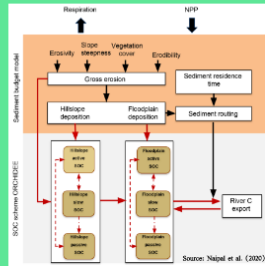 Respiration
NPP
Slope
steepness
Vegetation
cover
Erosivity
Erodibility
Gross erosion
Sediment residence
time
Hillslope
deposition
Floodplain
deposition
Sediment routing
Sediment budget model
SOC scheme ORCHIDEE
Hillslope
active
SOC
Floodplain
active
SOC
Hillslope
slow
SOC
Floodplain
slow
SOC
Hillslope
passive
SOC
Floodplain
passive
SOC
River C
export
Source: Naipal et al. (2020)